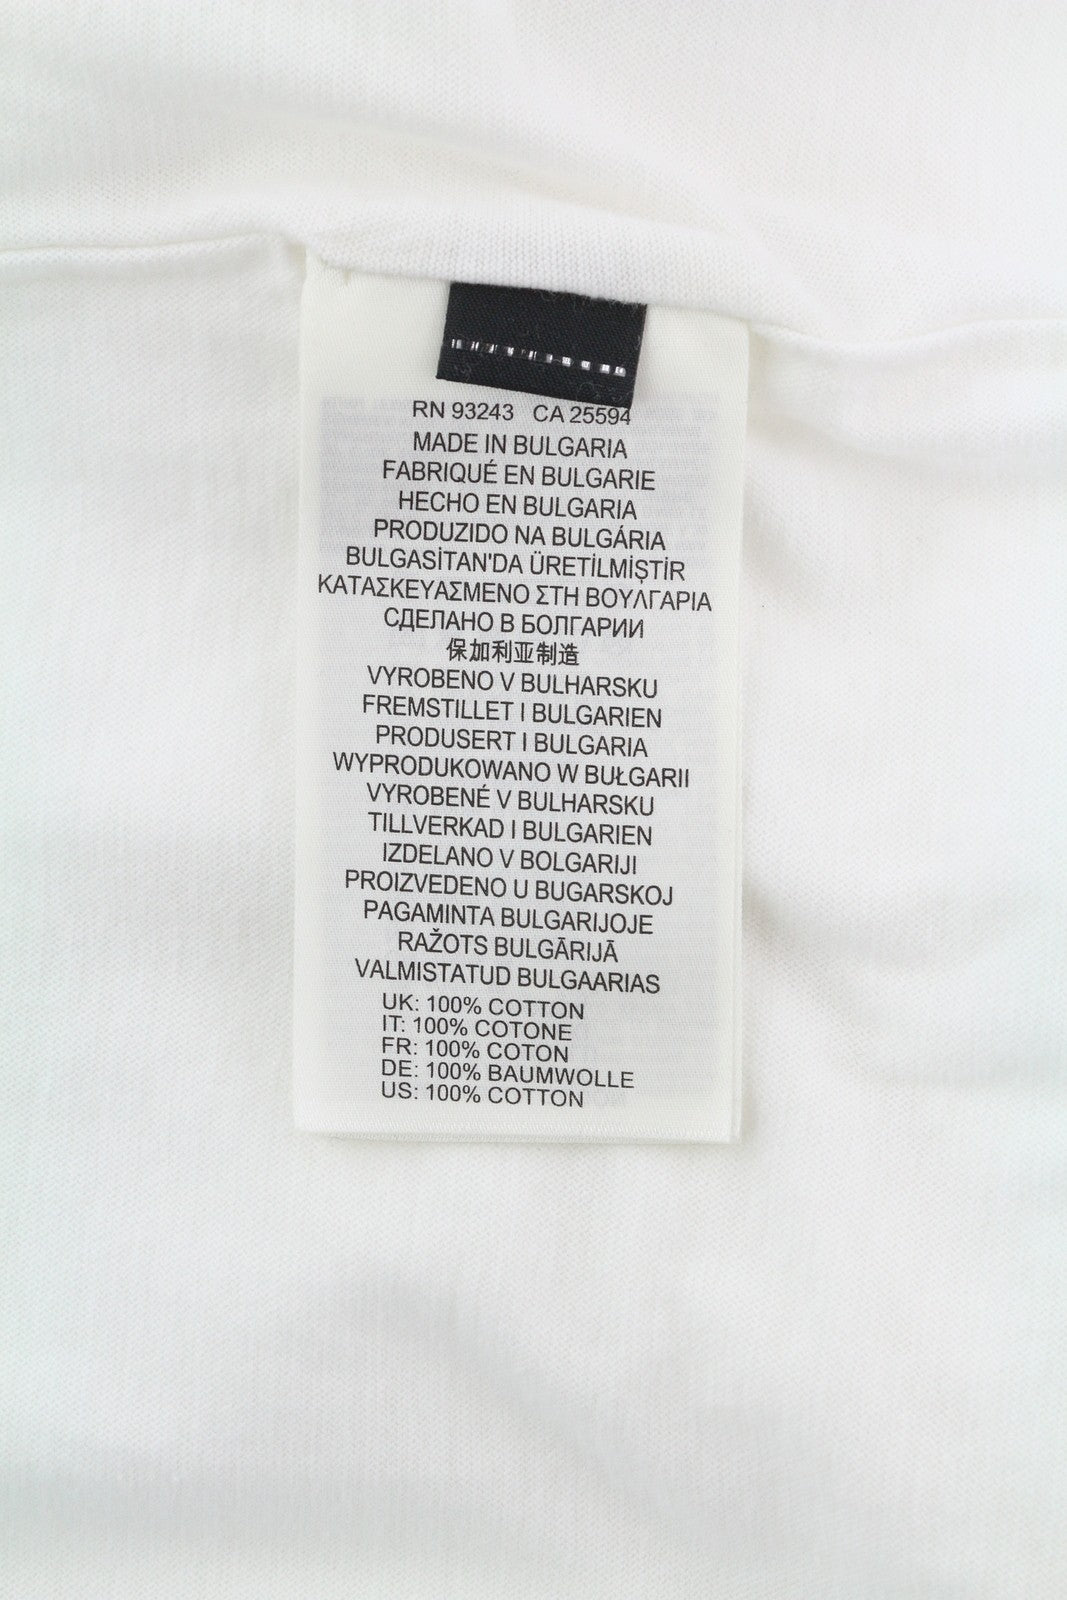 RN 93243 CA 25594
MADE IN BULGARIA
FABRIQUÉ EN BULGARIE
HECHO EN BULGARIA
PRODUZIDO NA BULGÁRIA
BULGASİTAN'DA ÜRETİLMİŞTİR
ΚΑΤΑΣΚΕΥΑΣΜΕΝΟ ΣΤΗ ΒΟΥΛΓΑΡΙΑ
СДЕЛАНО В БОЛГАРИИ
保加利亚制造
VYROBENO V BULHARSKU
FREMSTILLET I BULGARIEN
PRODUSERT I BULGARIA
WYPRODUKOWANO W BUŁGARII
VYROBENÉ V BULHARSKU
TILLVERKAD I BULGARIEN
IZDELANO V BOLGARIJI
PROIZVEDENO U BUGARSKOJ
PAGAMINTA BULGARIJOJE
RAŽOTS BULGĀRIJĀ
VALMISTATUD BULGAARIAS
UK: 100% COTTON
IT: 100% COTONE
FR: 100% COTON
DE: 100% BAUMWOLLE
US: 100% COTTON